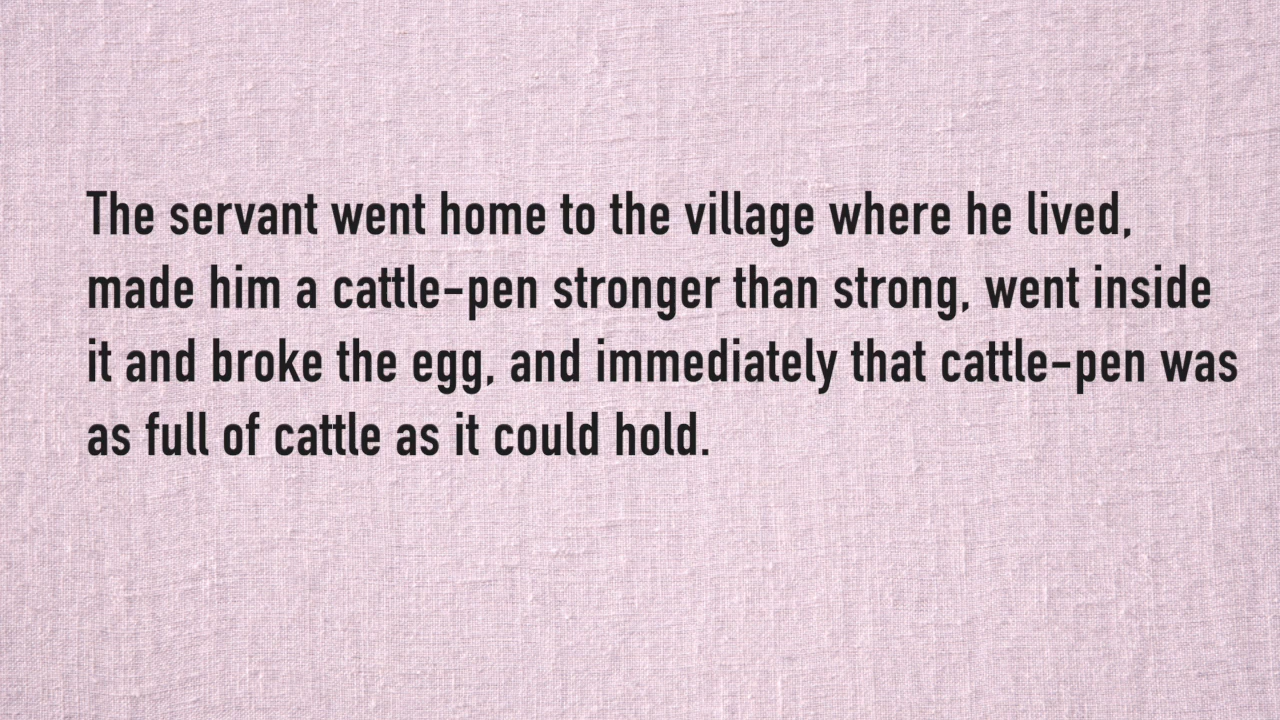 The servant went home to the village where he lived,
made him a cattle-pen stronger than strong, went inside
it and broke the egg, and immediately that cattle-pen was
as full of cattle as it could hold.